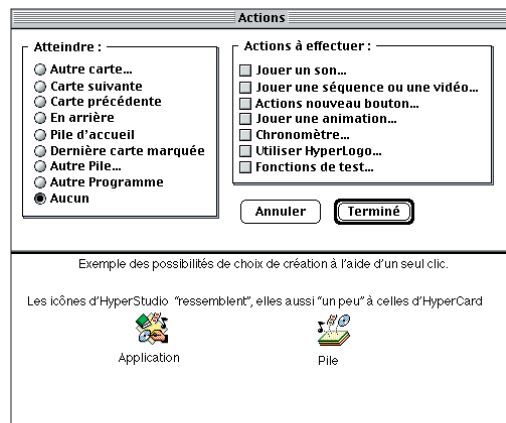 Actions
Atteindre :
Autre carte...
Carte suivante
Carte précédente
En arrière
Pile d'accueil
Dernière carte marquée
Autre Pile...
Autre Programme
Aucun
Actions à effectuer :
Jouer un son...
Jouer une séquence ou une vidéo...
Actions nouveau bouton...
Jouer une animation...
Chronomètre...
Utiliser HyperLogo...
Fonctions de test...
Annuler
Terminé
Exemple des possibilités de choix de création à l'aide d'un seul clic.
Les icônes d'HyperStudio "ressemblent", elles aussi "un peu" à celles d'HyperCard
Application
Pile